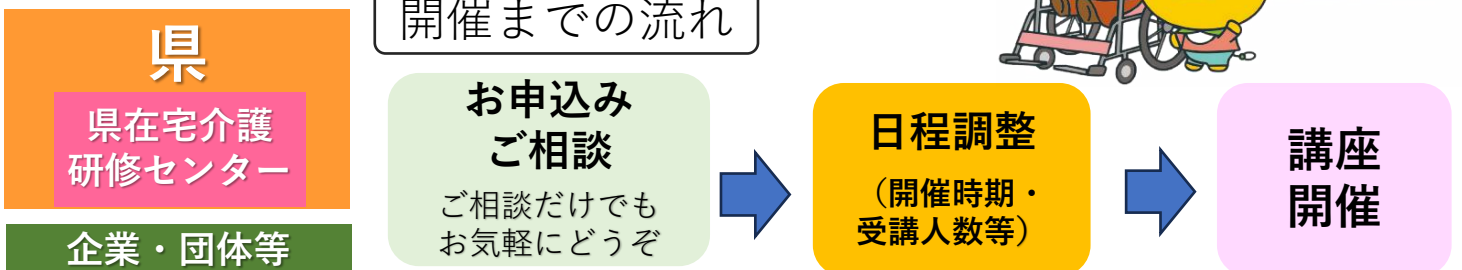 県
県在宅介護
研修センター
企業・団体等
開催までの流れ
お申込み
ご相談
ご相談だけでも
お気軽にどうぞ
日程調整
（開催時期・
受講人数等）
講座
開催